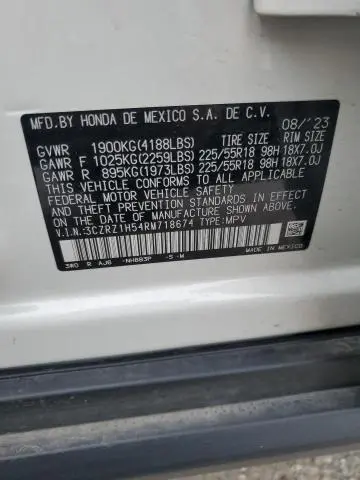 MFD.BY HONDA DE MEXICO S.A. DE C.V. 08/'23
GVWR 1900KG(4188LBS) TIRE SIZE RIM SIZE
GAWR F 1025KG(2259LBS) 225/55R18 98H 18X7.0J
GAWR R 895KG(1973LBS) 225/55R18 98H 18X7.0J
THIS VEHICLE CONFORMS TO ALL APPLICABLE
FEDERAL MOTOR VEHICLE SAFETY
STANDARDS IN EFFECT ON THE DATE
OF MANUFACTURE SHOWN ABOVE.
V.I.N.:3CZRZ1H54RM718674 TYPE:MPV
3W0 R AJ6 -NH883P -S -M
MADE IN MEXICO